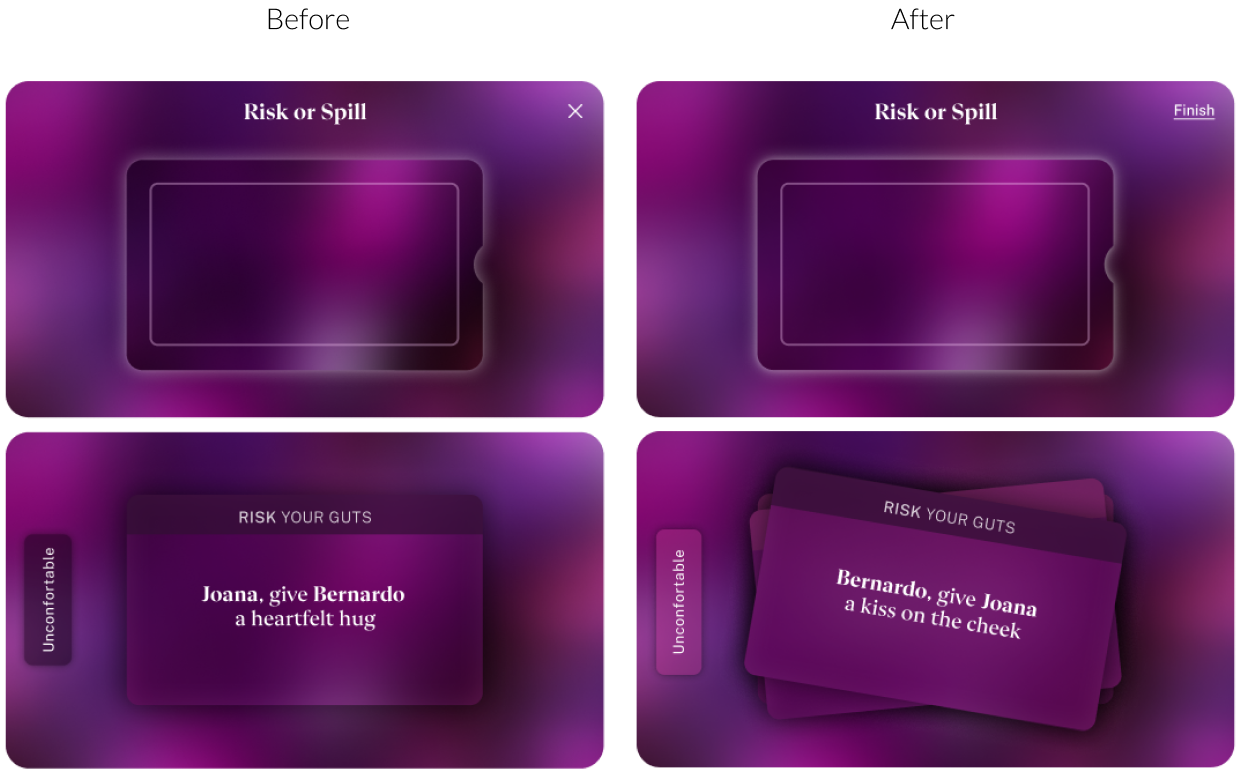 Before
After
Risk or Spill
Risk or Spill
Finish
RISK YOUR GUTS
Unconfortable
Joana, give Bernardo
a heartfelt hug
RISK YOUR GUTS
Unconfortable
Bernardo, give Joana
a kiss on the cheek